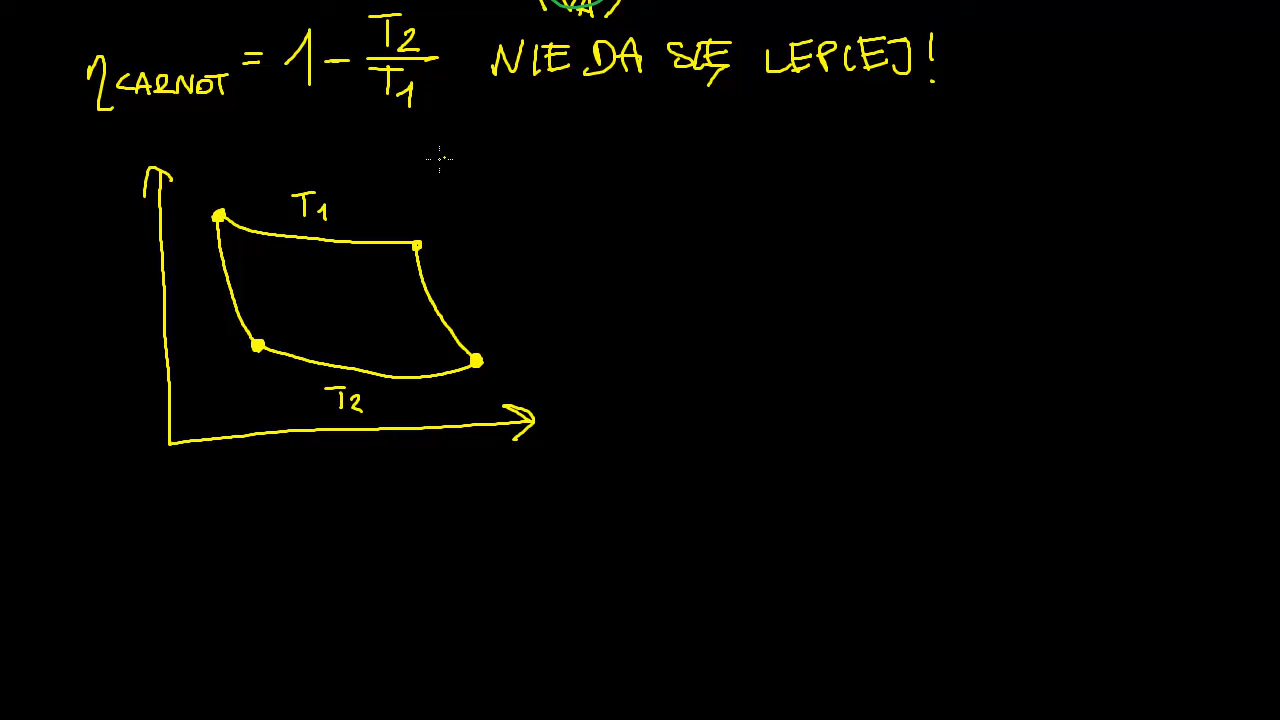 η CARNOT = 1 - T2/T1 NIE DA SIĘ LEPIEJ!
T1
T2